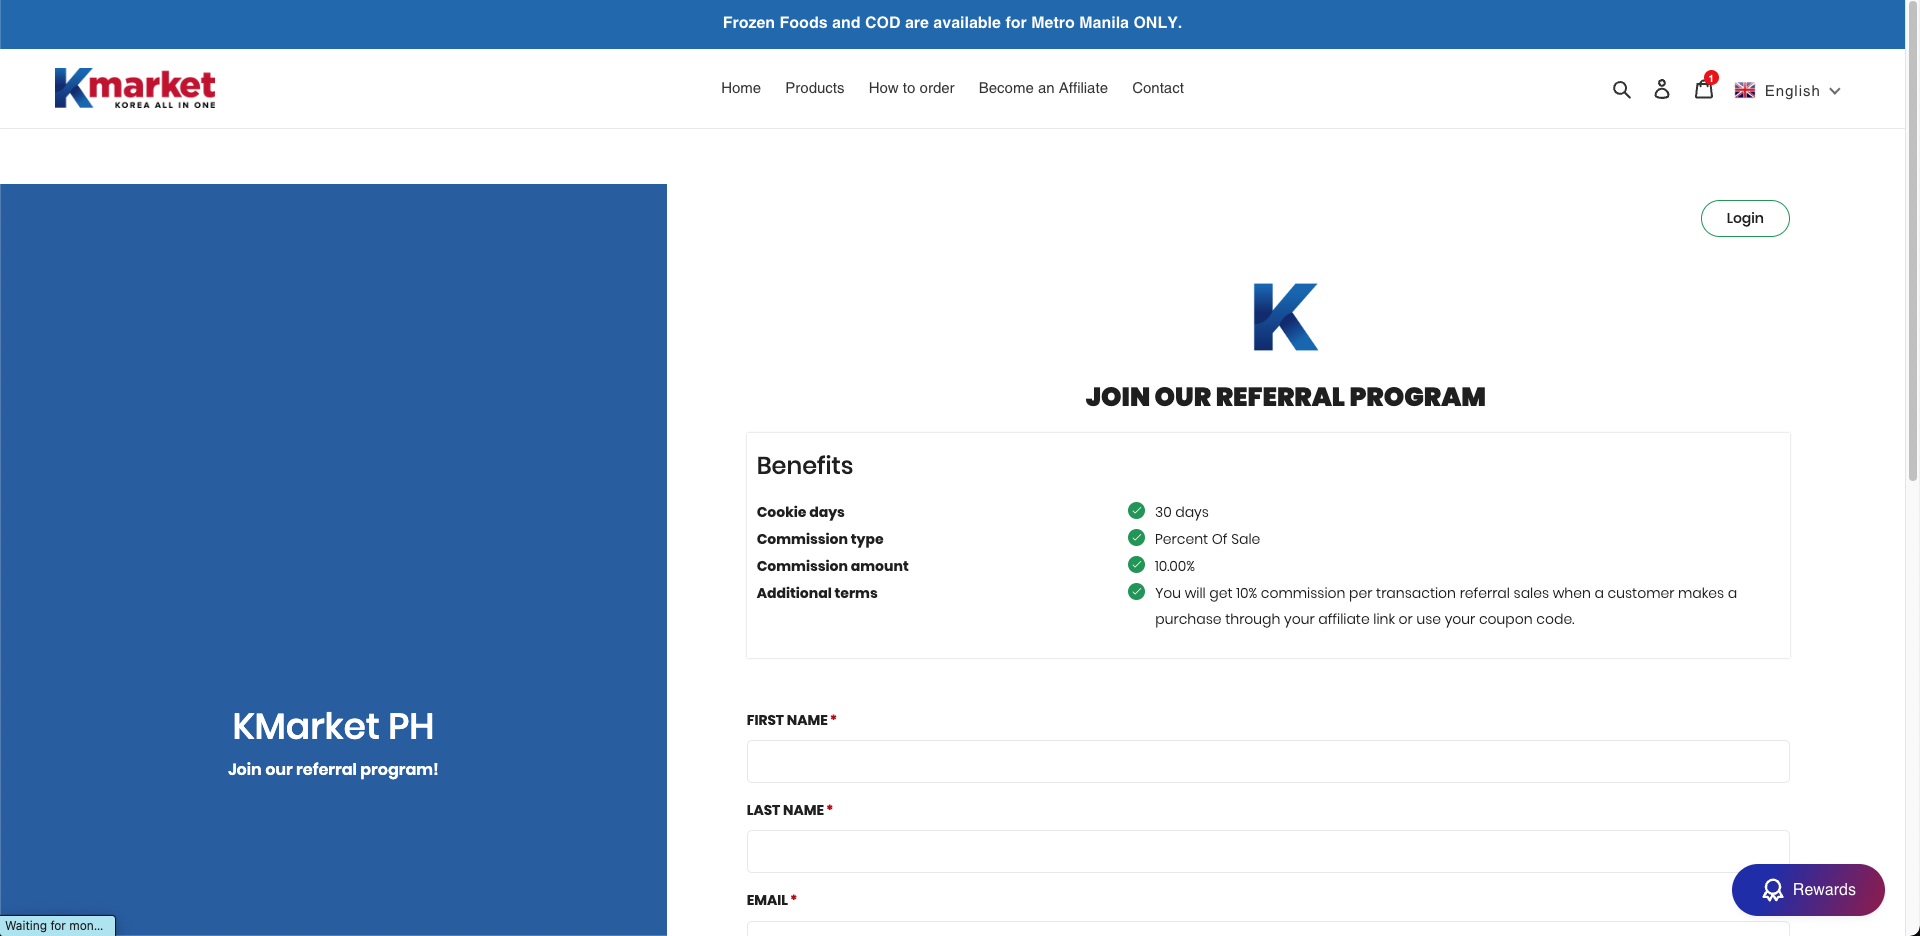 Frozen Foods and COD are available for Metro Manila ONLY.
Kmarket
KOREA ALL IN ONE
Home
Products
How to order
Become an Affiliate
Contact
1
English
Login
K
JOIN OUR REFERRAL PROGRAM
Benefits
Cookie days
30 days
Commission type
Percent Of Sale
Commission amount
10.00%
Additional terms
You will get 10% commission per transaction referral sales when a customer makes a
purchase through your affiliate link or use your coupon code.
KMarket PH
Join our referral program!
FIRST NAME *
LAST NAME *
EMAIL *
Rewards
Waiting for mon...